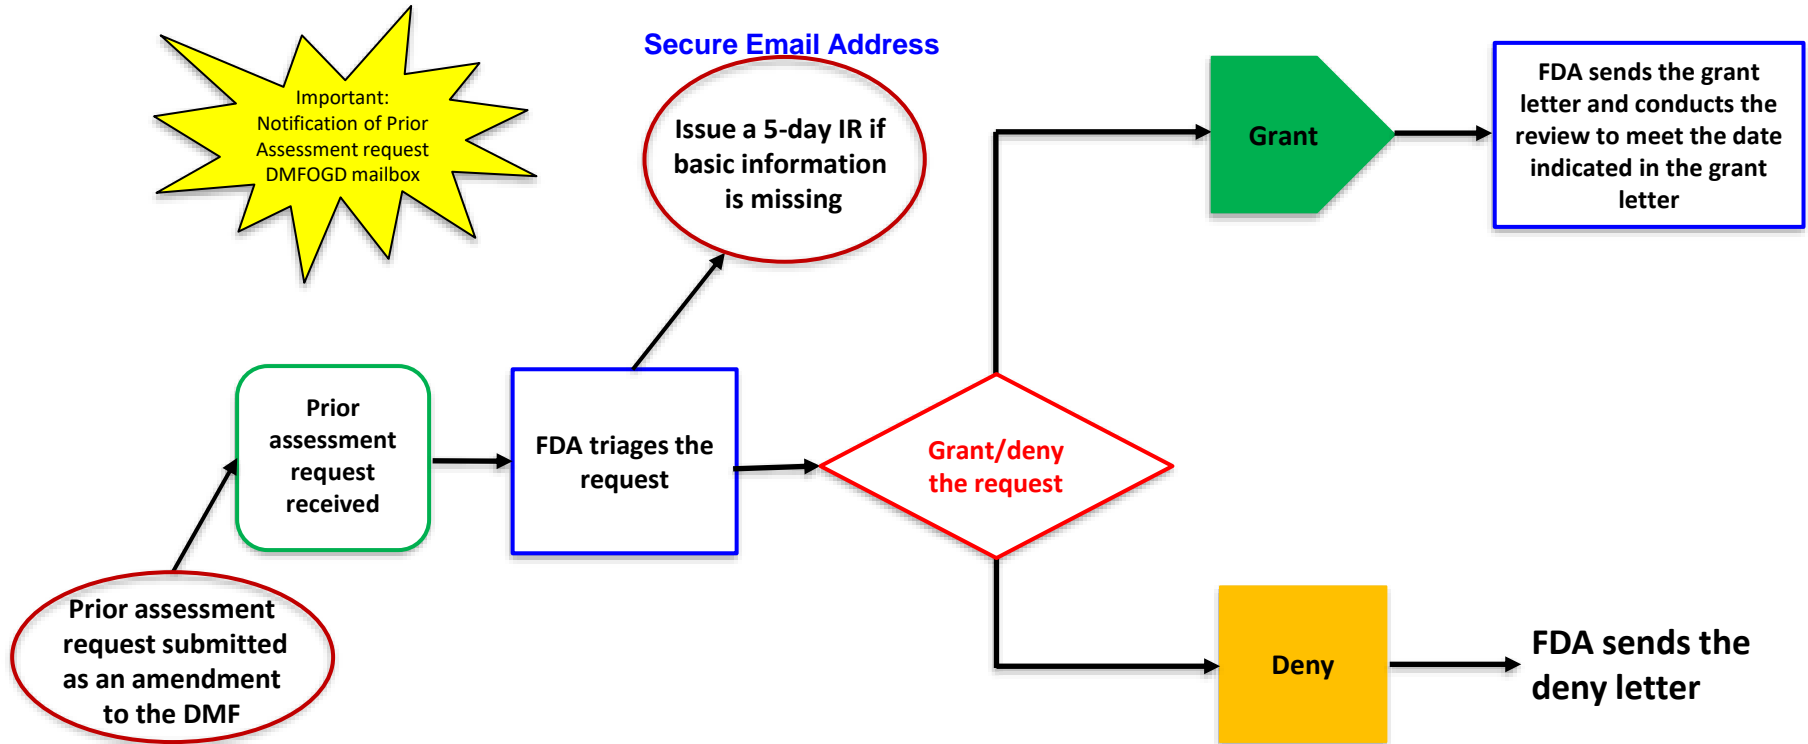 Important:
Notification of Prior
Assessment request
DMFOGD mailbox
Secure Email Address
Issue a 5-day IR if
basic information
is missing
Grant
FDA sends the grant
letter and conducts the
review to meet the date
indicated in the grant
letter
Prior
assessment
request
received
FDA triages the
request
Grant/deny
the request
Prior assessment
request submitted
as an amendment
to the DMF
Deny
FDA sends the
deny letter